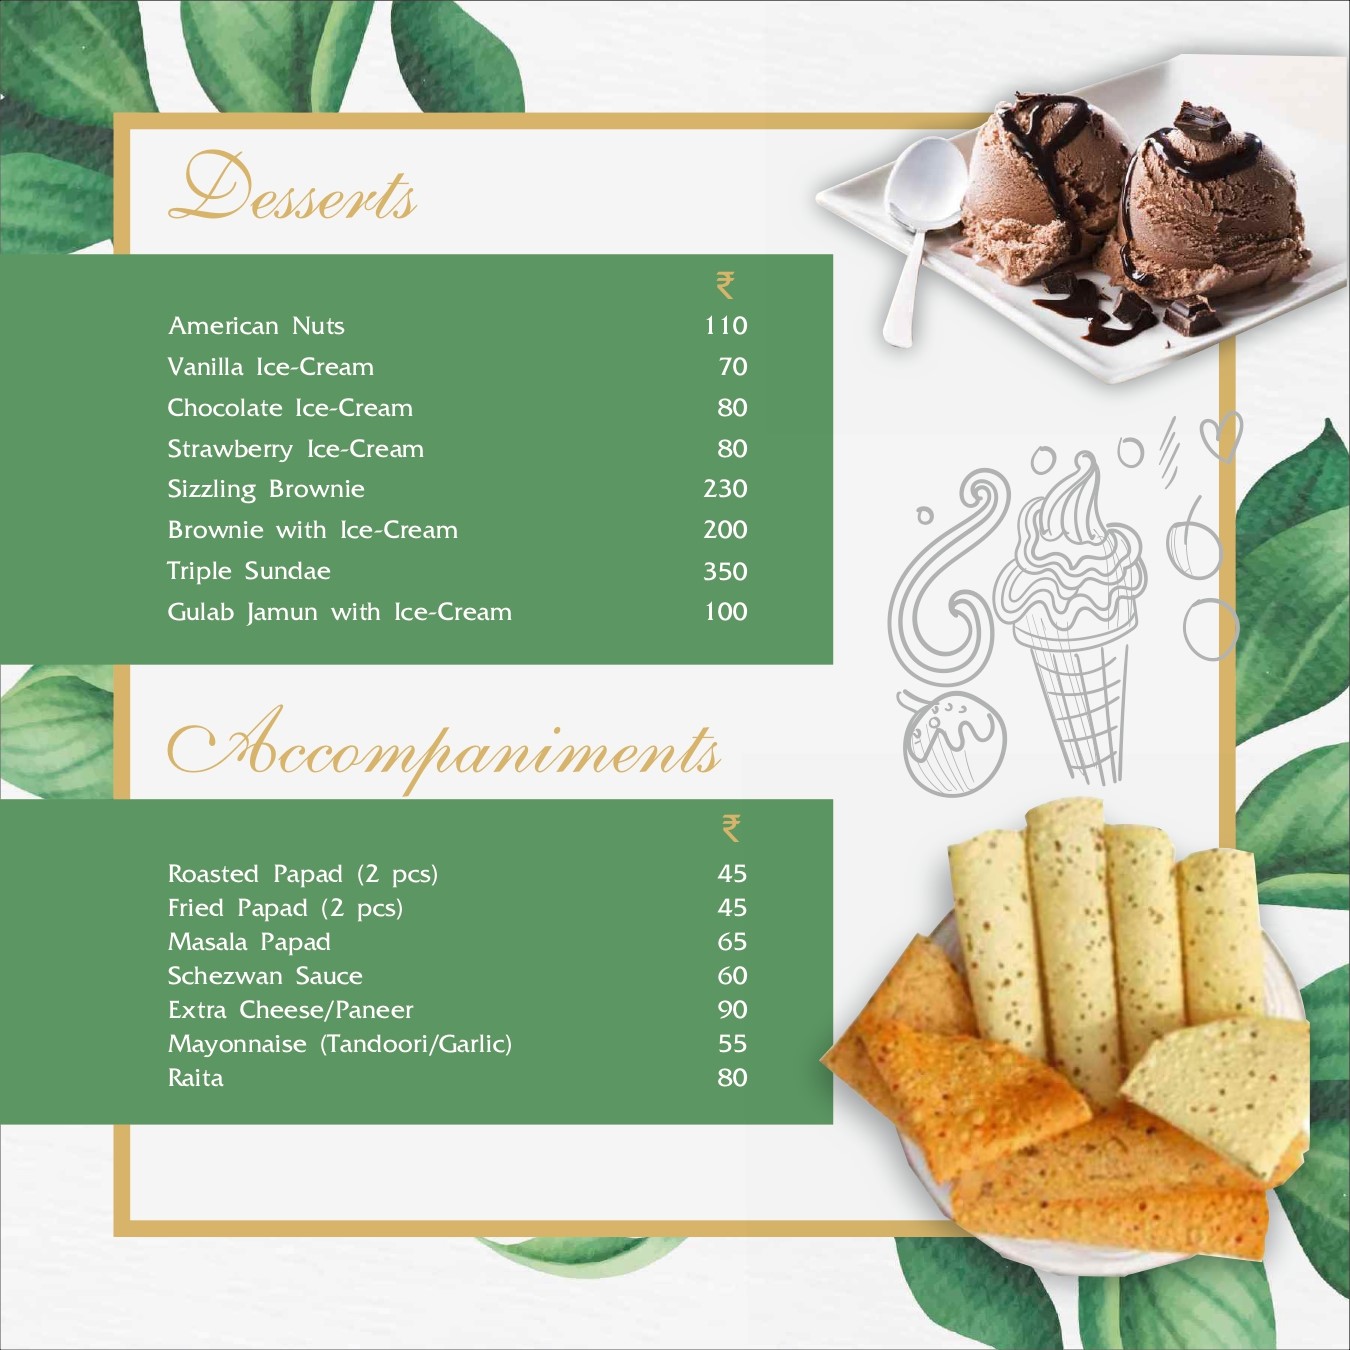 Desserts
₹
American Nuts 110
Vanilla Ice-Cream 70
Chocolate Ice-Cream 80
Strawberry Ice-Cream 80
Sizzling Brownie 230
Brownie with Ice-Cream 200
Triple Sundae 350
Gulab Jamun with Ice-Cream 100
Accompaniments
₹
Roasted Papad (2 pcs) 45
Fried Papad (2 pcs) 45
Masala Papad 65
Schezwan Sauce 60
Extra Cheese/Paneer 90
Mayonnaise (Tandoori/Garlic) 55
Raita 80